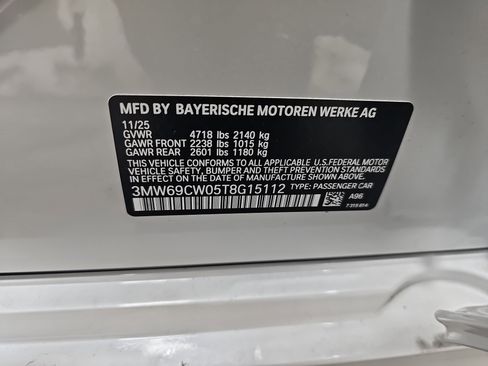 MFD BY BAYERISCHE MOTOREN WERKE AG
11/25
GVWR 4718 lbs 2140 kg
GAWR FRONT 2238 lbs 1015 kg
GAWR REAR 2601 lbs 1180 kg
THIS VEHICLE CONFORMS TO ALL APPLICABLE U.S.FEDERAL MOTOR
VEHICLE SAFETY, BUMPER AND THEFT PREVENTION STANDARDS
IN EFFECT ON THE DATE OF MANUFACTURE SHOWN ABOVE.
3MW69CW05T8G15112 TYPE: PASSENGER CAR
A96